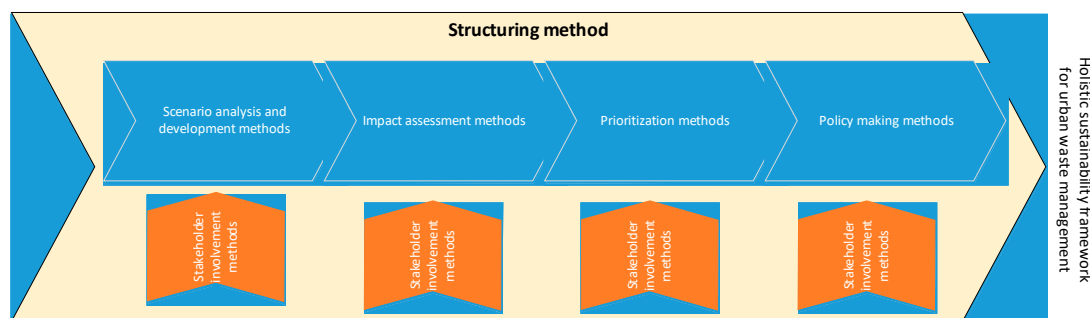 Structuring method
Scenario analysis and
development methods
Impact assessment methods
Prioritization methods
Policy making methods
Stakeholder
involvement
methods
Stakeholder
involvement
methods
Stakeholder
involvement
methods
Stakeholder
involvement
methods
Holistic sustainability framework
for urban waste management